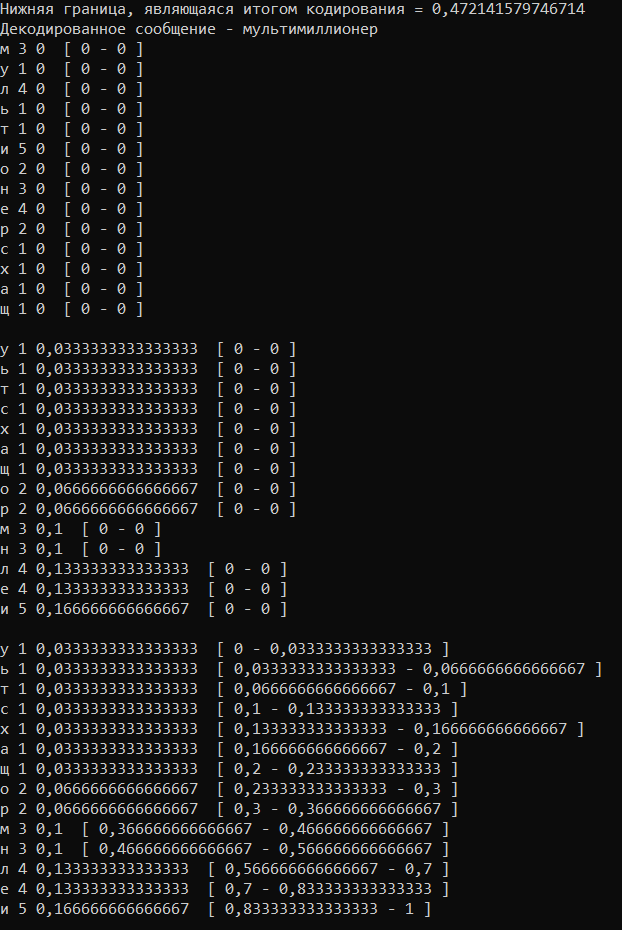 Нижняя граница, являющаяся итогом кодирования = 0,472141579746714
Декодированное сообщение - мультимиллионер
м 3 0  [ 0 - 0 ]
у 1 0  [ 0 - 0 ]
л 4 0  [ 0 - 0 ]
ь 1 0  [ 0 - 0 ]
т 1 0  [ 0 - 0 ]
и 5 0  [ 0 - 0 ]
о 2 0  [ 0 - 0 ]
н 3 0  [ 0 - 0 ]
е 4 0  [ 0 - 0 ]
р 2 0  [ 0 - 0 ]
с 1 0  [ 0 - 0 ]
х 1 0  [ 0 - 0 ]
а 1 0  [ 0 - 0 ]
щ 1 0  [ 0 - 0 ]

у 1 0,0333333333333333  [ 0 - 0 ]
ь 1 0,0333333333333333  [ 0 - 0 ]
т 1 0,0333333333333333  [ 0 - 0 ]
с 1 0,0333333333333333  [ 0 - 0 ]
х 1 0,0333333333333333  [ 0 - 0 ]
а 1 0,0333333333333333  [ 0 - 0 ]
щ 1 0,0333333333333333  [ 0 - 0 ]
о 2 0,0666666666666667  [ 0 - 0 ]
р 2 0,0666666666666667  [ 0 - 0 ]
м 3 0,1  [ 0 - 0 ]
н 3 0,1  [ 0 - 0 ]
л 4 0,133333333333333  [ 0 - 0 ]
е 4 0,133333333333333  [ 0 - 0 ]
и 5 0,166666666666667  [ 0 - 0 ]

у 1 0,0333333333333333  [ 0 - 0,0333333333333333 ]
ь 1 0,0333333333333333  [ 0,0333333333333333 - 0,0666666666666667 ]
т 1 0,0333333333333333  [ 0,0666666666666667 - 0,1 ]
с 1 0,0333333333333333  [ 0,1 - 0,133333333333333 ]
х 1 0,0333333333333333  [ 0,133333333333333 - 0,166666666666667 ]
а 1 0,0333333333333333  [ 0,166666666666667 - 0,2 ]
щ 1 0,0333333333333333  [ 0,2 - 0,233333333333333 ]
о 2 0,0666666666666667  [ 0,233333333333333 - 0,3 ]
р 2 0,0666666666666667  [ 0,3 - 0,366666666666667 ]
м 3 0,1  [ 0,366666666666667 - 0,466666666666667 ]
н 3 0,1  [ 0,466666666666667 - 0,566666666666667 ]
л 4 0,133333333333333  [ 0,566666666666667 - 0,7 ]
е 4 0,133333333333333  [ 0,7 - 0,833333333333333 ]
и 5 0,166666666666667  [ 0,833333333333333 - 1 ]